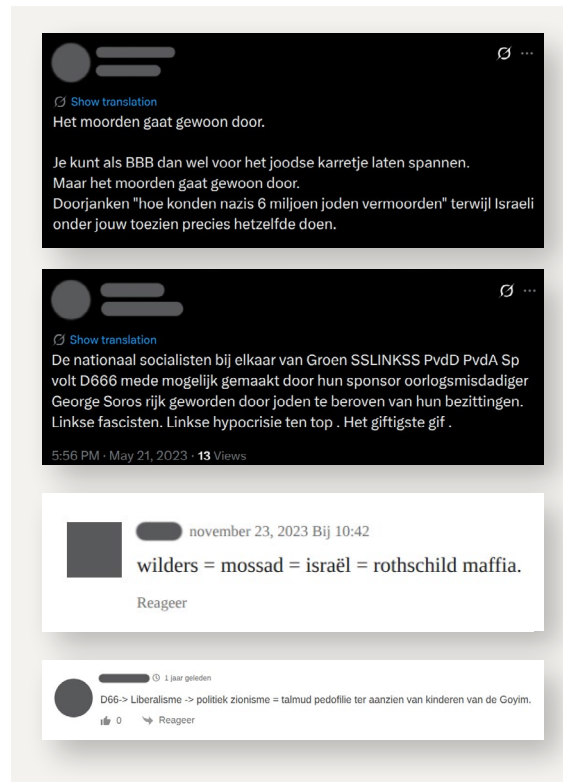 Show translation
Het moorden gaat gewoon door.
Je kunt als BBB dan wel voor het joodse karretje laten spannen.
Maar het moorden gaat gewoon door.
Doorjanken "hoe konden nazis 6 miljoen joden vermoorden" terwijl Israeli
onder jouw toezien precies hetzelfde doen.
Show translation
De nationaal socialisten bij elkaar van Groen SSLINKSS PvdD PvdA Sp
volt D666 mede mogelijk gemaakt door hun sponsor oorlogsmisdadiger
George Soros rijk geworden door joden te beroven van hun bezittingen.
Linkse fascisten. Linkse hypocrisie ten top . Het giftigste gif .
5:56 PM · May 21, 2023 · 13 Views
november 23, 2023 Bij 10:42
wilders = mossad = israël = rothschild maffia.
Reageer
1 jaar geleden
D66-> Liberalisme -> politiek zionisme = talmud pedofilie ter aanzien van kinderen van de Goyim.
0 Reageer